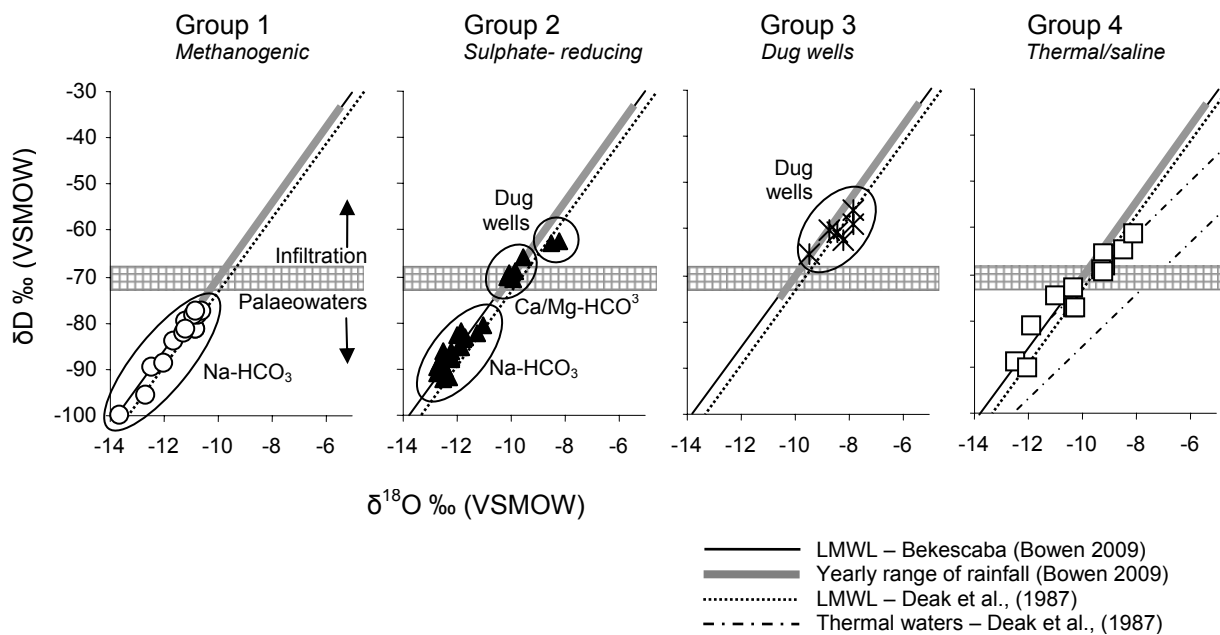 Group 1
Methanogenic
Group 2
Sulphate- reducing
Group 3
Dug wells
Group 4
Thermal/saline
δD ‰ (VSMOW)
-30
-40
-50
-60
-70
-80
-90
-100
Infiltration
Palaeowaters
Na-HCO₃
-14
-12
-10
-8
-6
Dug
wells
Ca/Mg-HCO³
Na-HCO₃
-14
-12
-10
-8
-6
Dug
wells
-14
-12
-10
-8
-6
-14
-12
-10
-8
-6
δ¹⁸O ‰ (VSMOW)
LMWL – Bekescaba (Bowen 2009)
Yearly range of rainfall (Bowen 2009)
LMWL – Deak et al., (1987)
Thermal waters – Deak et al., (1987)